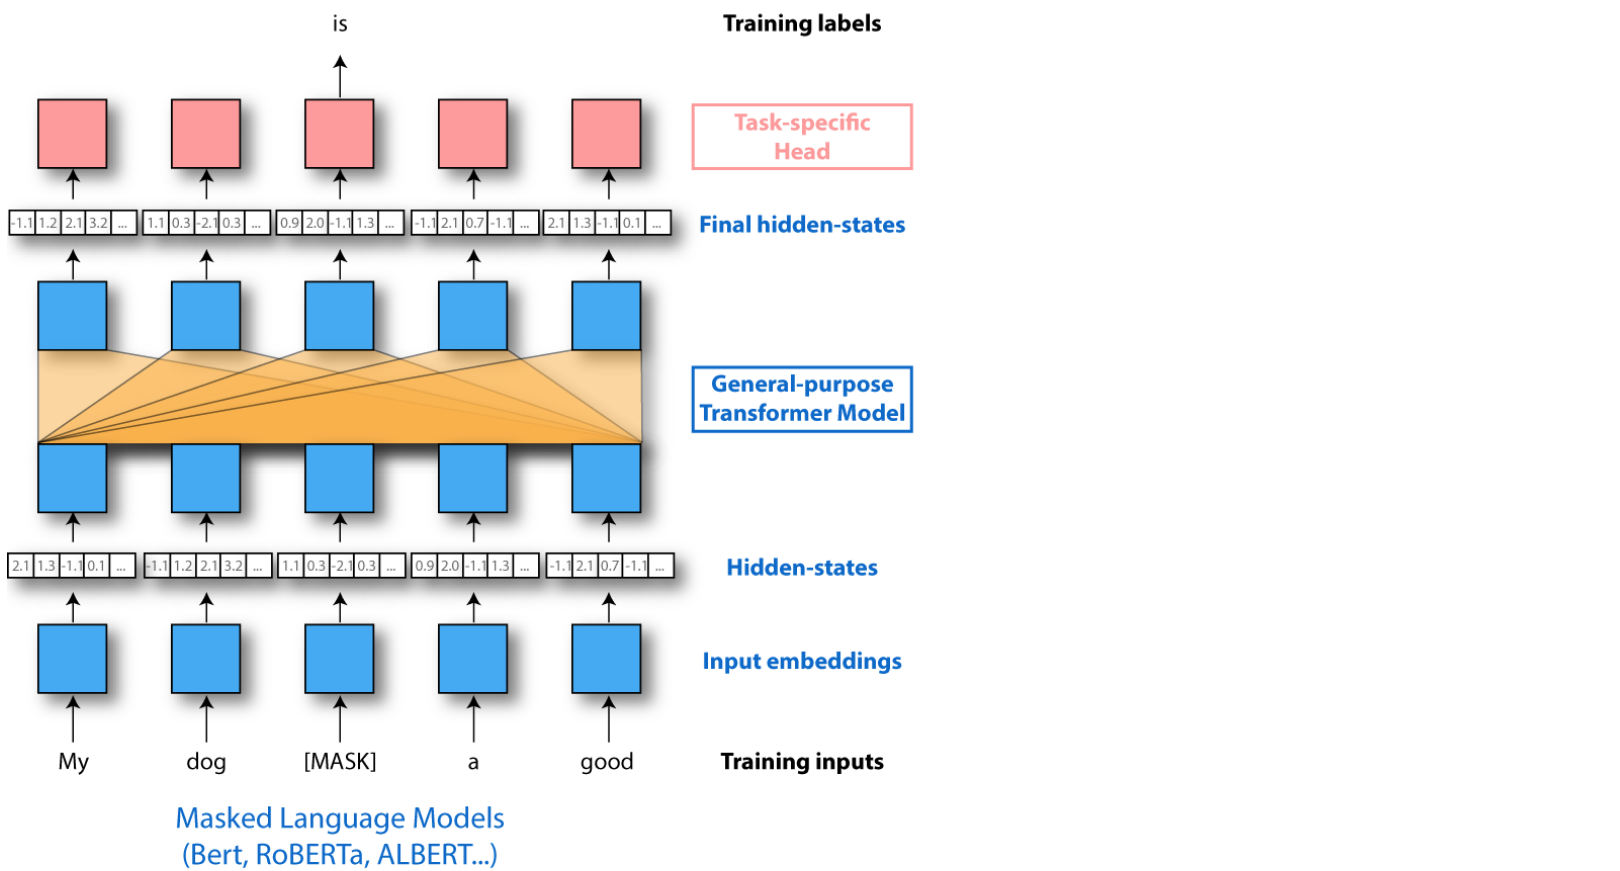 is
Training labels
Task-specific
Head
-1.1 1.2 2.1 3.2 ...
1.1 0.3 -2.1 0.3 ...
0.9 2.0 -1.1 1.3 ...
-1.1 2.1 0.7 -1.1 ...
2.1 1.3 -1.1 0.1 ...
Final hidden-states
General-purpose
Transformer Model
2.1 1.3 -1.1 0.1 ...
-1.1 1.2 2.1 3.2 ...
1.1 0.3 -2.1 0.3 ...
0.9 2.0 -1.1 1.3 ...
-1.1 2.1 0.7 -1.1 ...
Hidden-states
Input embeddings
My
dog
[MASK]
a
good
Training inputs
Masked Language Models
(Bert, RoBERTa, ALBERT...)